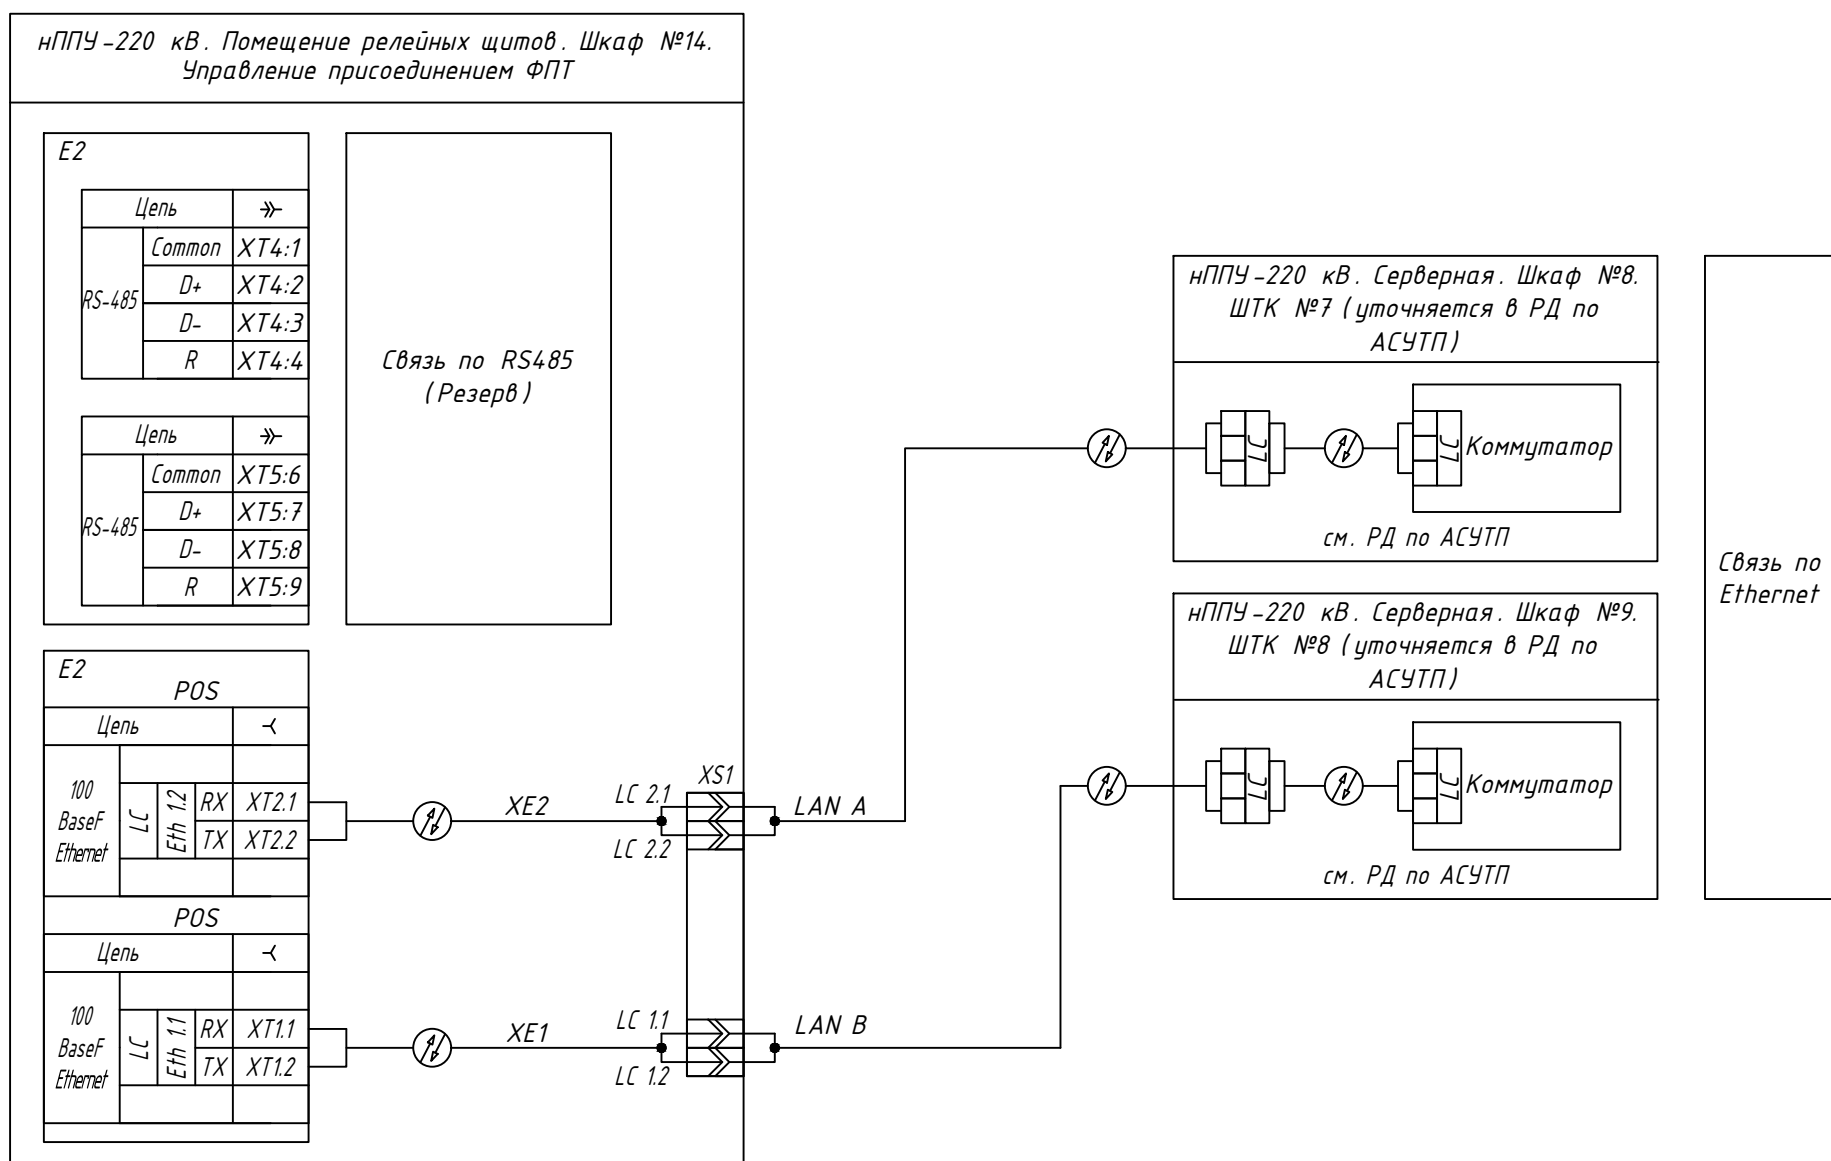 нППУ-220 кВ. Помещение релейных щитов. Шкаф №14.
Управление присоединением ФПТ
E2
Цепь
RS-485
Common XT4:1
D+ XT4:2
D- XT4:3
R XT4:4
Цепь
RS-485
Common XT5:6
D+ XT5:7
D- XT5:8
R XT5:9
Связь по RS485
(Резерв)
E2
POS
Цепь
100
BaseF
Ethernet
LC
Eth 1.2
RX XT2.1
TX XT2.2
POS
Цепь
100
BaseF
Ethernet
LC
Eth 1.1
RX XT1.1
TX XT1.2
XE2
LC 2.1
LC 2.2
XS1
LAN A
XE1
LC 1.1
LC 1.2
LAN B
нППУ-220 кВ. Серверная. Шкаф №8.
ШТК №7 (уточняется в РД по
АСУТП)
LC
LC
Коммутатор
см. РД по АСУТП
нППУ-220 кВ. Серверная. Шкаф №9.
ШТК №8 (уточняется в РД по
АСУТП)
LC
LC
Коммутатор
см. РД по АСУТП
Связь по
Ethernet